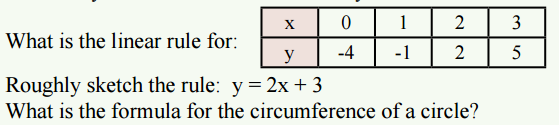 x 0 1 2 3
What is the linear rule for:
y -4 -1 2 5
Roughly sketch the rule: y = 2x + 3
What is the formula for the circumference of a circle?